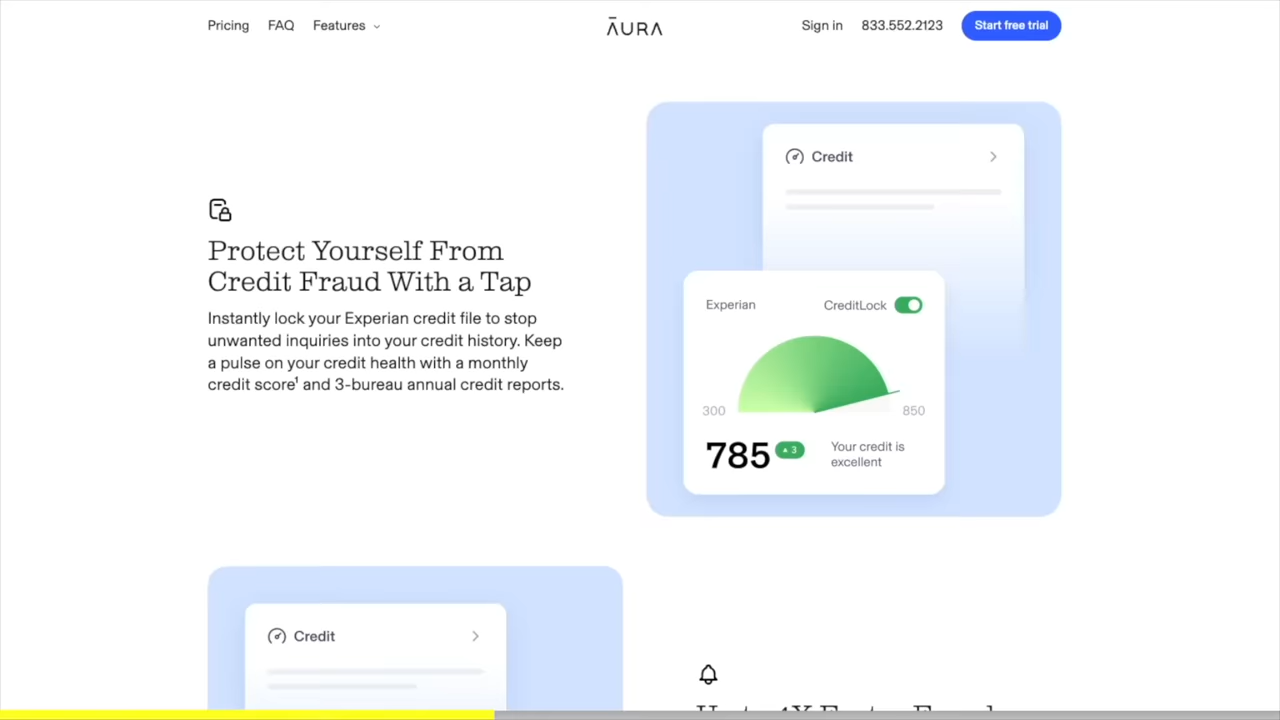 Pricing FAQ Features
ĀURA
Sign in 833.552.2123 Start free trial
Protect Yourself From
Credit Fraud With a Tap
Instantly lock your Experian credit file to stop
unwanted inquiries into your credit history. Keep
a pulse on your credit health with a monthly
credit score¹ and 3-bureau annual credit reports.
Credit
Experian CreditLock
300 850
785 ▲ 3
Your credit is
excellent
Credit